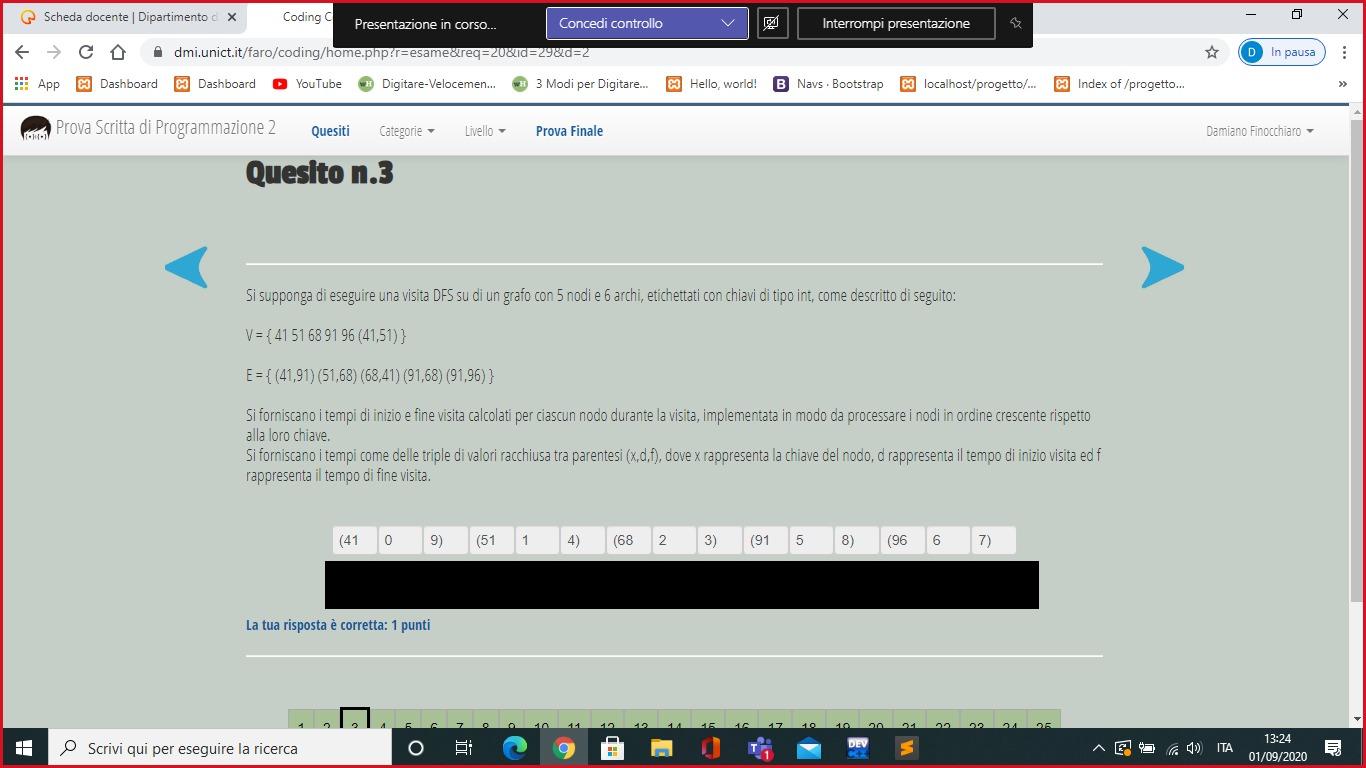 Scheda docente | Dipartimento d
Coding C
Presentazione in corso...
Concedi controllo
Interrompi presentazione
dmi.unict.it/faro/coding/home.php?r=esame&req=20&id=29&d=2
D In pausa
App Dashboard Dashboard YouTube Digitare-Velocemen... 3 Modi per Digitare... Hello, world! Navs · Bootstrap localhost/progetto/... Index of /progetto... »
Prova Scritta di Programmazione 2 Quesiti Categorie Livello Prova Finale Damiano Finocchiaro
Quesito n.3
Si supponga di eseguire una visita DFS su di un grafo con 5 nodi e 6 archi, etichettati con chiavi di tipo int, come descritto di seguito:
V = { 41 51 68 91 96 (41,51) }
E = { (41,91) (51,68) (68,41) (91,68) (91,96) }
Si forniscano i tempi di inizio e fine visita calcolati per ciascun nodo durante la visita, implementata in modo da processare i nodi in ordine crescente rispetto
alla loro chiave.
Si forniscano i tempi come delle triple di valori racchiusa tra parentesi (x,d,f), dove x rappresenta la chiave del nodo, d rappresenta il tempo di inizio visita ed f
rappresenta il tempo di fine visita.
(41 0 9) (51 1 4) (68 2 3) (91 5 8) (96 6 7)
La tua risposta è corretta: 1 punti
1 2 3 4 5 6 7 8 9 10 11 12 13 14 15 16 17 18 19 20 21 22 23 24 25
Scrivi qui per eseguire la ricerca
DEV
1
ITA
13:24
01/09/2020